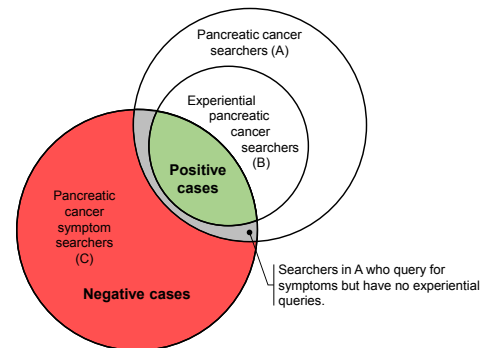 Pancreatic cancer
searchers (A)
Experiential
pancreatic
cancer
searchers
(B)
Positive
cases
Pancreatic
cancer
symptom
searchers
(C)
Negative cases
Searchers in A who query for
symptoms but have no experiential
queries.